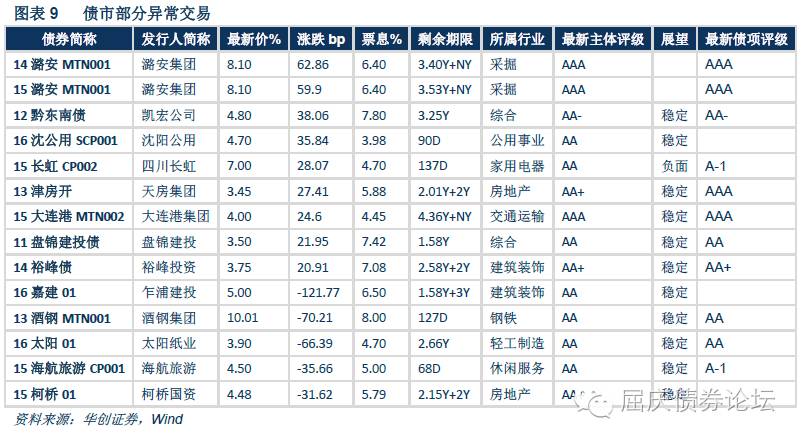 图表 9 债市部分异常交易
债券简称 发行人简称 最新价% 涨跌 bp 票息% 剩余期限 所属行业 最新主体评级 展望 最新债项评级
14 潞安 MTN001 潞安集团 8.10 62.86 6.40 3.40Y+NY 采掘 AAA AAA
15 潞安 MTN001 潞安集团 8.10 59.9 6.40 3.53Y+NY 采掘 AAA AAA
12 黔东南债 凯宏公司 4.80 38.06 7.80 3.25Y 综合 AA- 稳定 AA-
16 沈公用 SCP001 沈阳公用 4.70 35.84 3.98 90D 公用事业 AA 稳定
15 长虹 CP002 四川长虹 7.00 28.07 4.70 137D 家用电器 AA 负面 A-1
13 津房开 天房集团 3.45 27.41 5.88 2.01Y+2Y 房地产 AA+ 稳定 AAA
15 大连港 MTN002 大连港集团 4.00 24.6 4.45 4.36Y+NY 交通运输 AAA 稳定 AAA
11 盘锦建投债 盘锦建投 3.50 21.95 7.42 1.58Y 综合 AA 稳定 AA
14 裕峰债 裕峰投资 3.75 20.91 7.08 2.58Y+2Y 建筑装饰 AA+ 稳定 AA+
16 嘉建 01 乍浦建投 5.00 -121.77 6.50 1.58Y+3Y 建筑装饰 AA 稳定
13 酒钢 MTN001 酒钢集团 10.01 -70.21 8.00 127D 钢铁 AA 稳定 AA
16 太阳 01 太阳纸业 3.90 -66.39 4.70 2.66Y 轻工制造 AA 稳定 AA
15 海航旅游 CP001 海航旅游 4.50 -35.66 5.00 68D 休闲服务 AA 稳定 A-1
15 柯桥 01 柯桥国资 4.48 -31.62 5.79 2.15Y+2Y 房地产 稳定
屈庆债券论坛
资料来源：华创证券，Wind